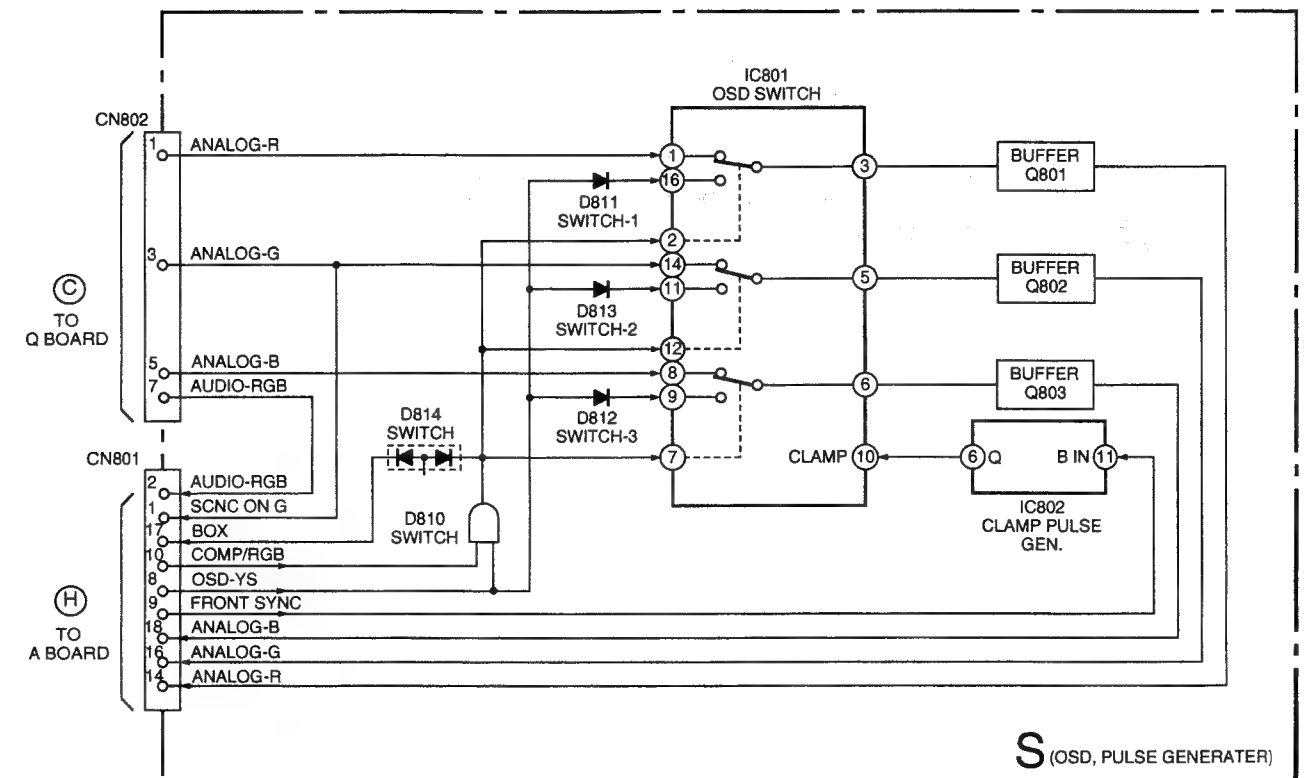 IC801
OSD SWITCH
CN802
1 ANALOG-R
1
16
3
BUFFER
Q801
D811
SWITCH-1
2
3 ANALOG-G
14
11
5
BUFFER
Q802
C
TO
Q BOARD
D813
SWITCH-2
12
5 ANALOG-B
8
7 AUDIO-RGB
9
6
BUFFER
Q803
D812
SWITCH-3
D814
SWITCH
7
CLAMP 10
6 Q B IN 11
IC802
CLAMP PULSE
GEN.
CN801
2 AUDIO-RGB
1 SCNC ON G
17 BOX
D810
SWITCH
10 COMP/RGB
8 OSD-YS
9 FRONT SYNC
18 ANALOG-B
16 ANALOG-G
14 ANALOG-R
H
TO
A BOARD
S (OSD, PULSE GENERATER)